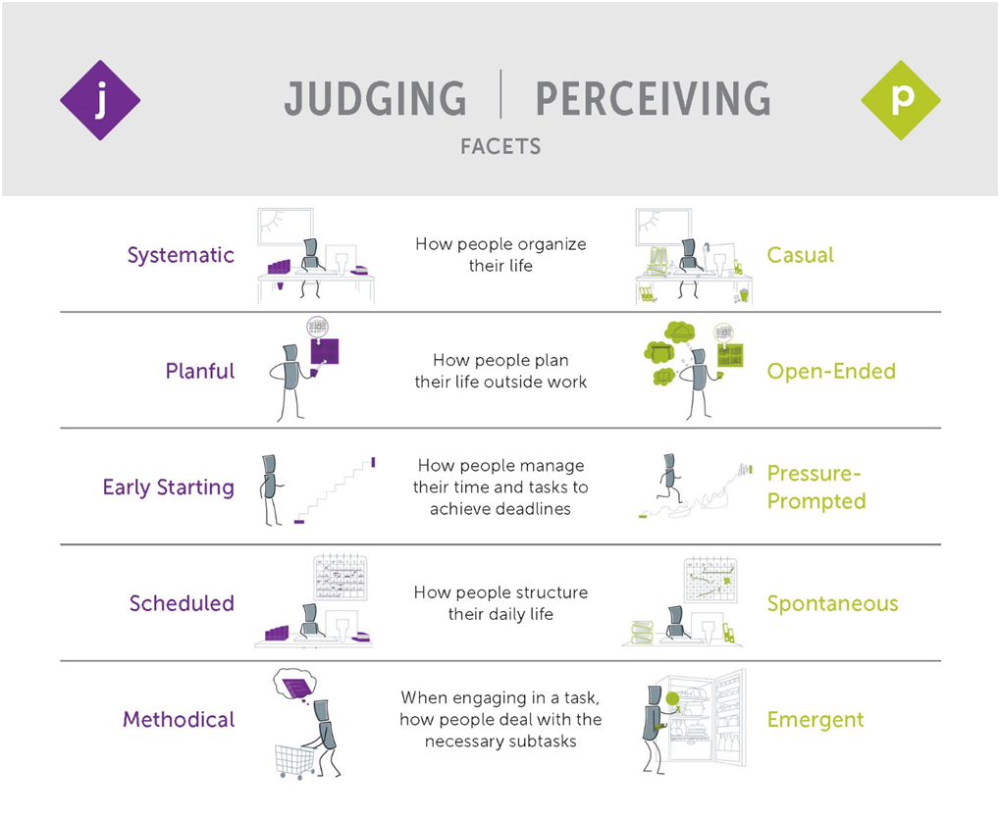 j
JUDGING | PERCEIVING
p
FACETS
Systematic
How people organize
their life
Casual
Planful
How people plan
their life outside work
Open-Ended
Early Starting
How people manage
their time and tasks to
achieve deadlines
Pressure-
Prompted
Scheduled
How people structure
their daily life
Spontaneous
Methodical
When engaging in a task,
how people deal with the
necessary subtasks
Emergent